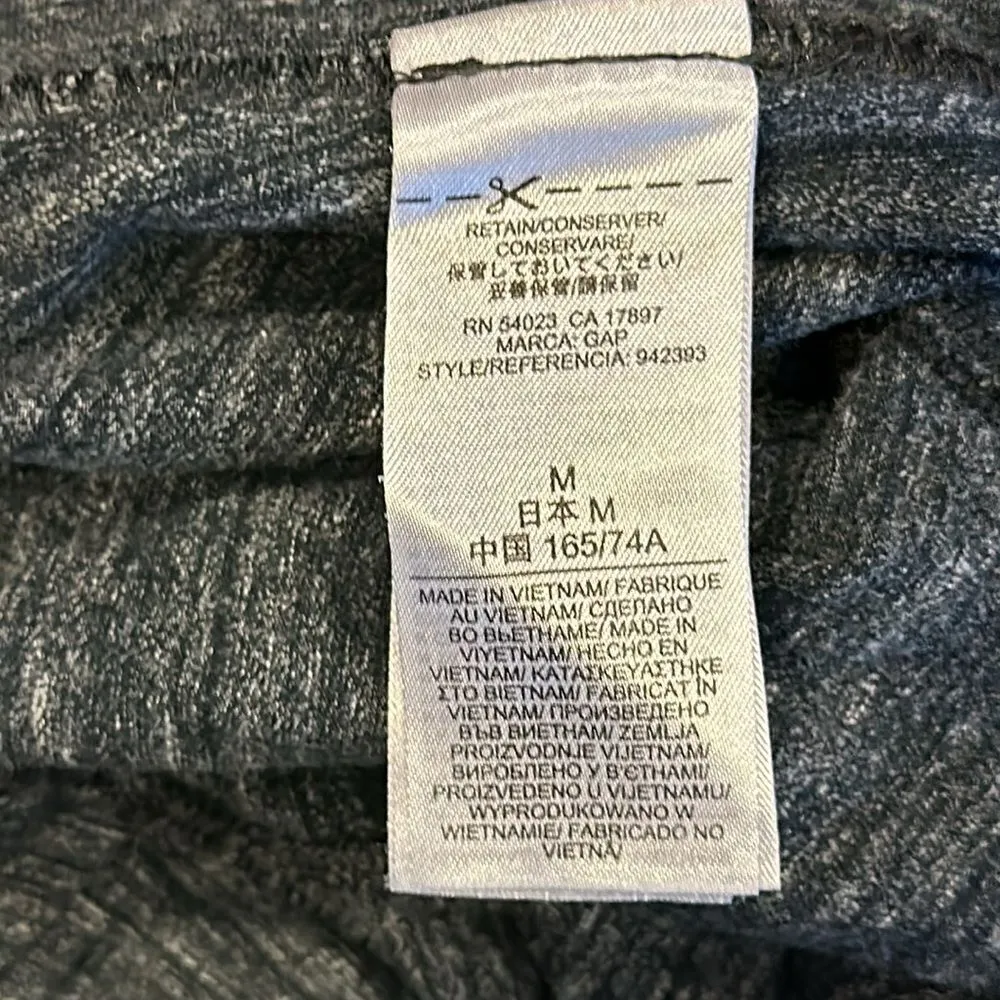 RETAIN/CONSERVER/
CONSERVARE/
保管しておいてください/
妥善保管/請保留
RN 54023 CA 17897
MARCA: GAP
STYLE/REFERENCIA: 942393
M
日本 M
中国 165/74A
MADE IN VIETNAM/ FABRIQUE
AU VIETNAM/ СДЕЛАНО
ВО ВЬЕТНАМЕ/ MADE IN
VIYETNAM/ HECHO EN
VIETNAM/ ΚΑΤΑΣΚΕΥΑΣΤΗΚΕ
ΣΤΟ ΒΙΕΤΝΑΜ/ FABRICAT ÎN
VIETNAM/ ПРОИЗВЕДЕНО
ВЪВ ВИЕТНАМ/ ZEMLJA
PROIZVODNJE VIJETNAM/
ВИРОБЛЕНО У В'ЄТНАМІ/
PROIZVEDENO U VIJETNAMU/
WYPRODUKOWANO W
WIETNAMIE/ FABRICADO NO
VIETNA/